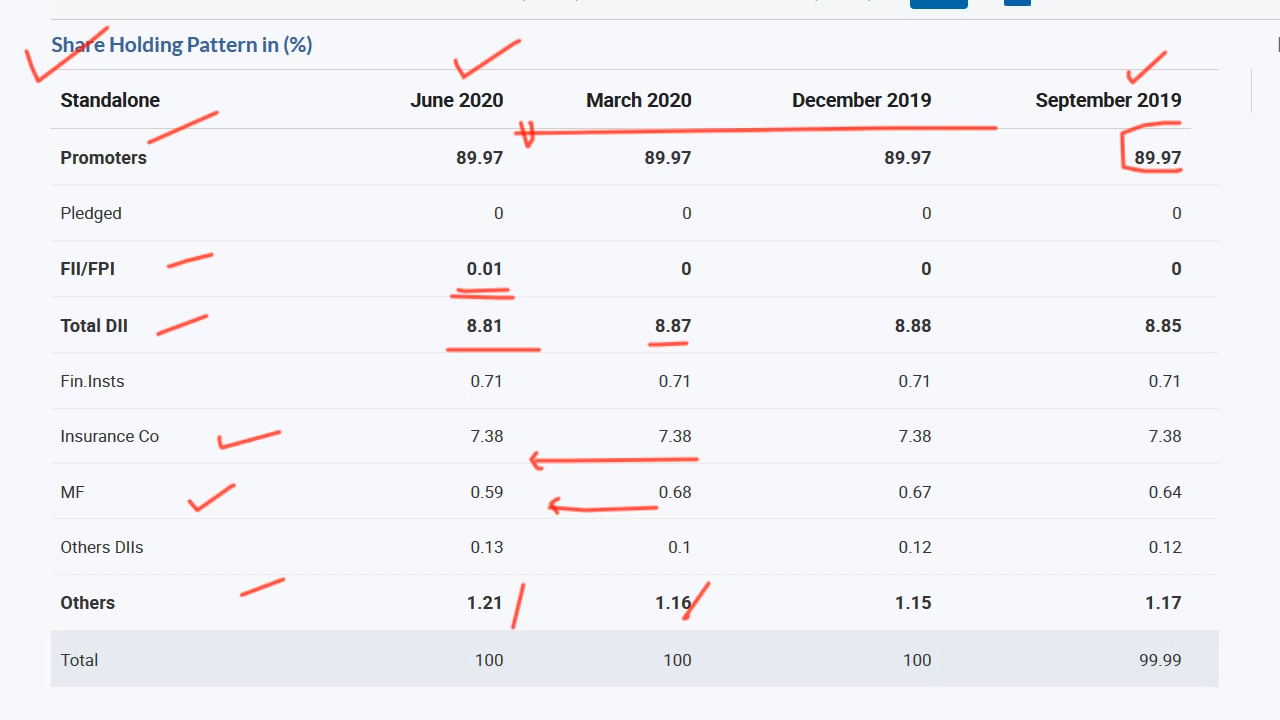 Share Holding Pattern in (%)
Standalone June 2020 March 2020 December 2019 September 2019
Promoters 89.97 89.97 89.97 89.97
Pledged 0 0 0 0
FII/FPI 0.01 0 0 0
Total DII 8.81 8.87 8.88 8.85
Fin.Insts 0.71 0.71 0.71 0.71
Insurance Co 7.38 7.38 7.38 7.38
MF 0.59 0.68 0.67 0.64
Others DIIs 0.13 0.1 0.12 0.12
Others 1.21 1.16 1.15 1.17
Total 100 100 100 99.99